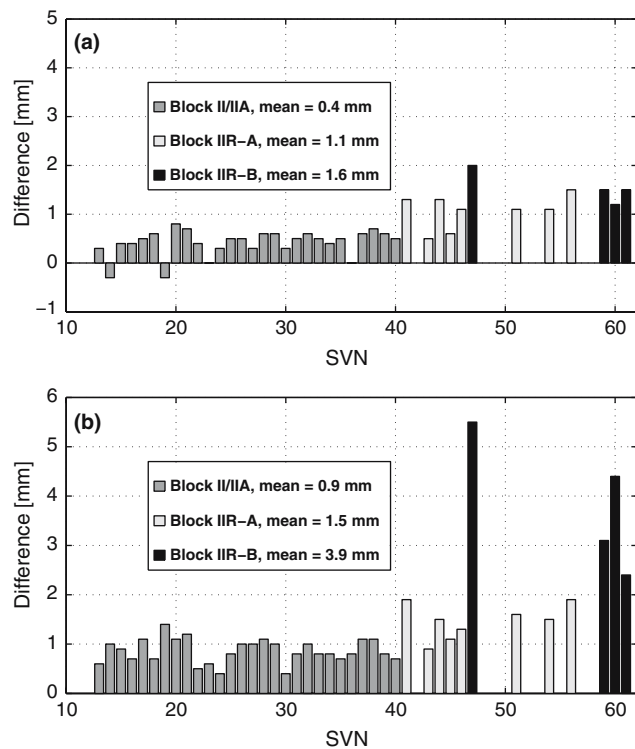 (a)
Difference [mm]
5
4
3
2
1
0
−1
Block II/IIA, mean = 0.4 mm
Block IIR−A, mean = 1.1 mm
Block IIR−B, mean = 1.6 mm
10 20 30 40 50 60
SVN
(b)
Difference [mm]
6
5
4
3
2
1
0
Block II/IIA, mean = 0.9 mm
Block IIR−A, mean = 1.5 mm
Block IIR−B, mean = 3.9 mm
10 20 30 40 50 60
SVN